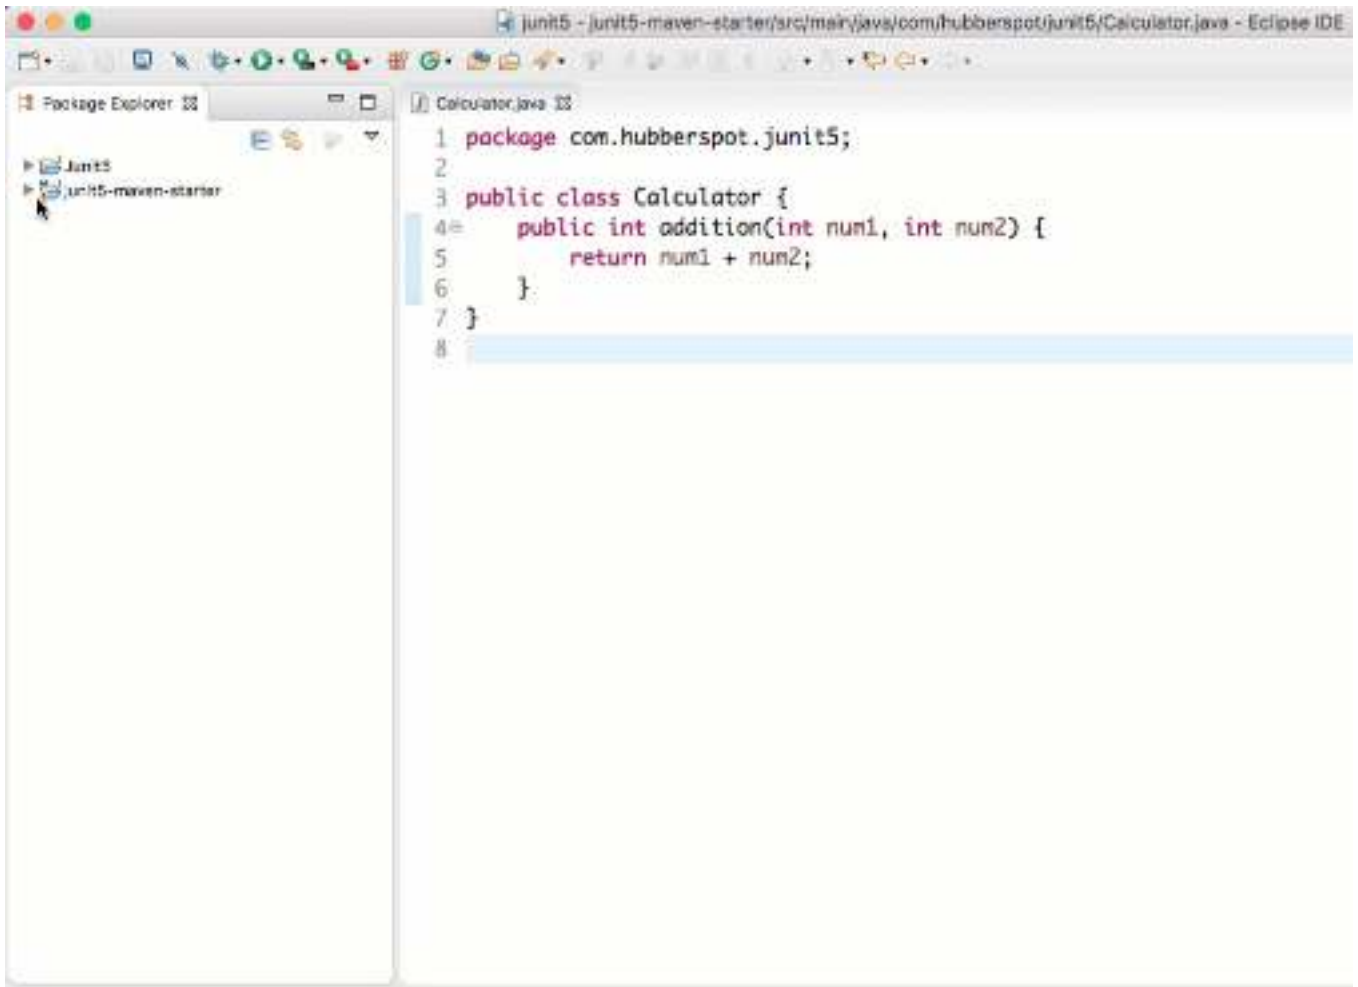 junit5 - junit5-maven-starter/src/main/java/com/hubberspot/junit5/Calculator.java - Eclipse IDE
Package Explorer
Calculator.java
Junit5
junit5-maven-starter
1 package com.hubberspot.junit5;
2
3 public class Calculator {
4 public int addition(int num1, int num2) {
5 return num1 + num2;
6 }
7 }
8